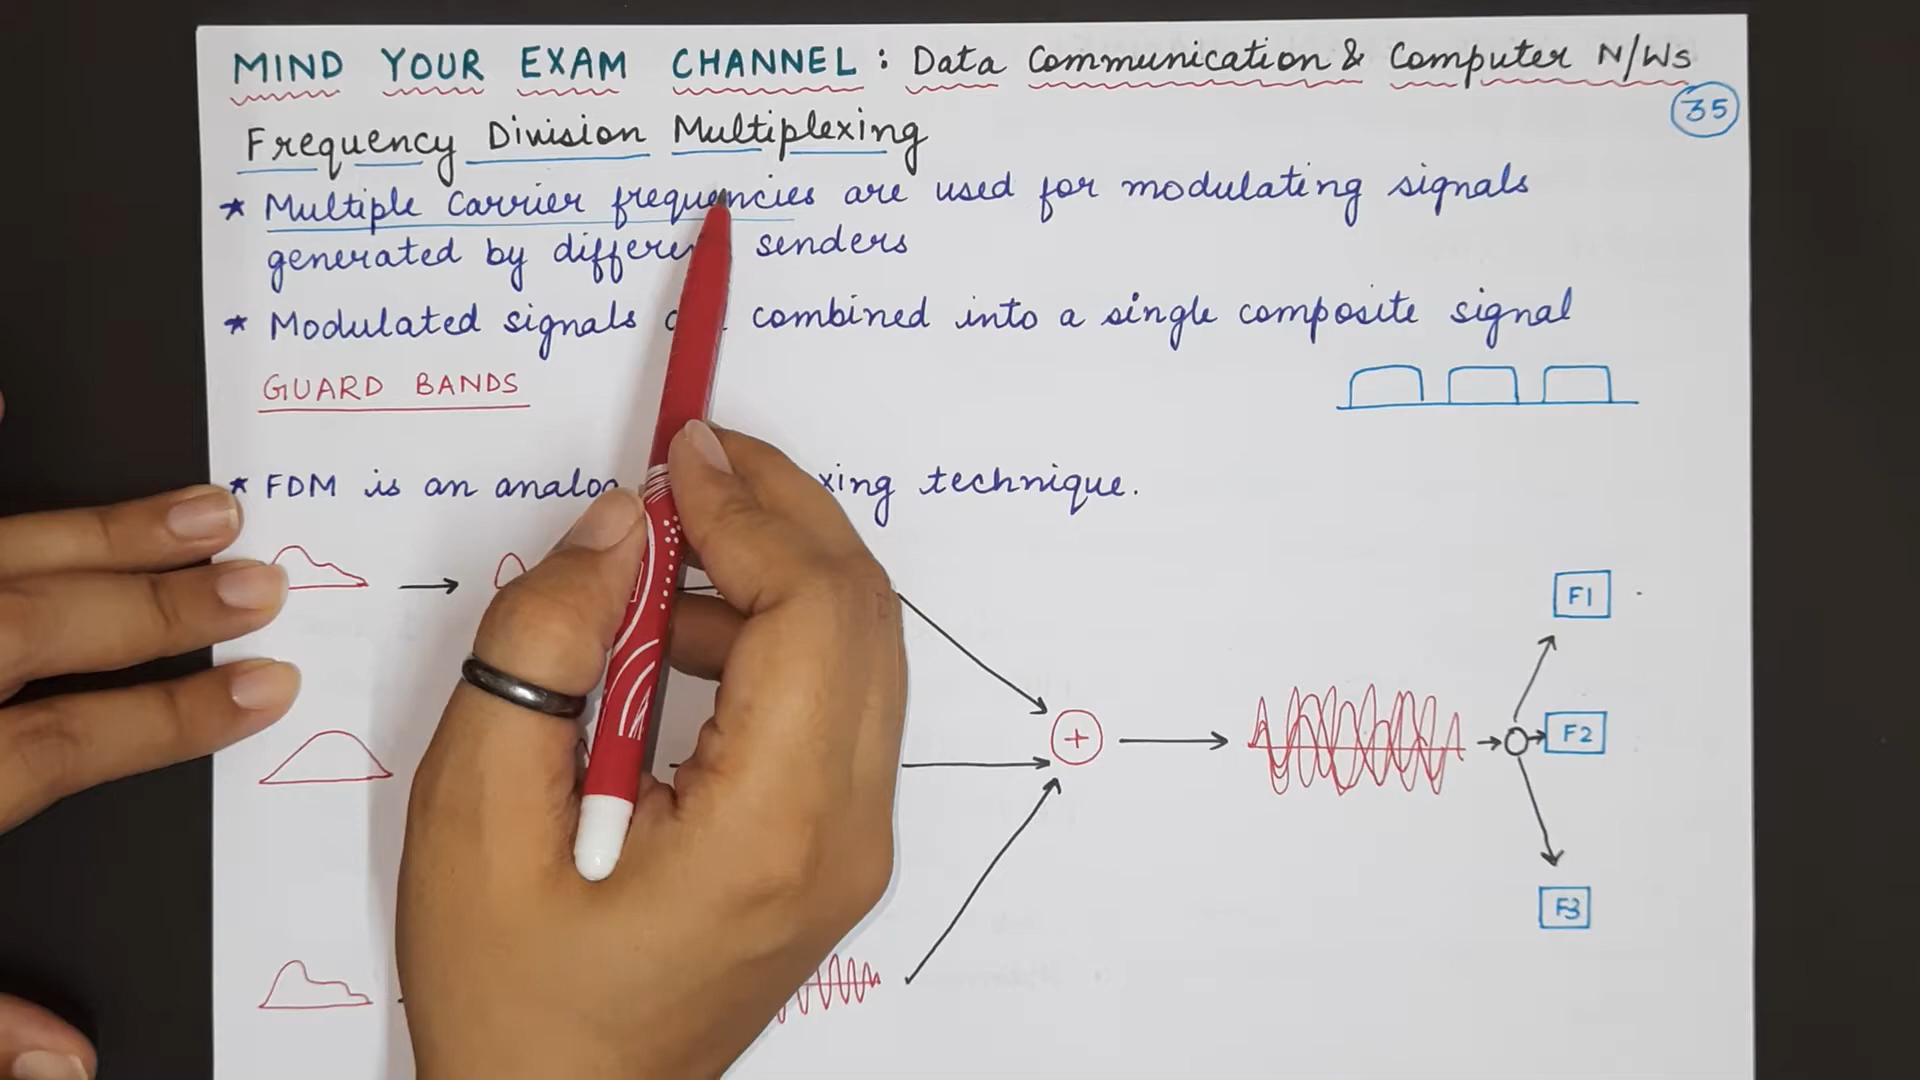 MIND YOUR EXAM CHANNEL : Data Communication & Computer N/Ws
35
Frequency Division Multiplexing
* Multiple Carrier frequencies are used for modulating signals
generated by senders
* Modulated signals combined into a single composite signal
GUARD BANDS
* FDM is an technique.
F1
+
F2
F3